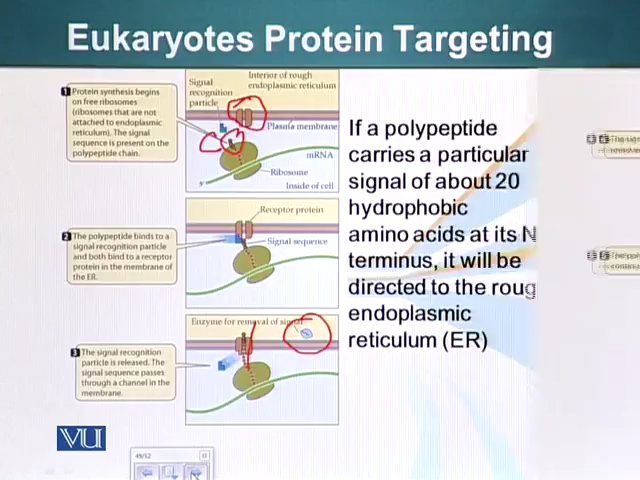 Eukaryotes Protein Targeting
1 Protein synthesis begins
on free ribosomes
(ribosomes that are not
attached to endoplasmic
reticulum). The signal
sequence is present on the
polypeptide chain.
Signal
recognition
particle
Interior of rough
endoplasmic reticulum
Plasma membrane
mRNA
Ribosome
Inside of cell
5'
2 The polypeptide binds to a
signal recognition particle
and both bind to a receptor
protein in the membrane of
the ER.
Receptor protein
Signal sequence
3 The signal recognition
particle is released. The
signal sequence passes
through a channel in the
membrane.
Enzyme for removal of signal
If a polypeptide
carries a particular
signal of about 20
hydrophobic
amino acids at its N
terminus, it will be
directed to the roug
endoplasmic
reticulum (ER)
VU
49/12